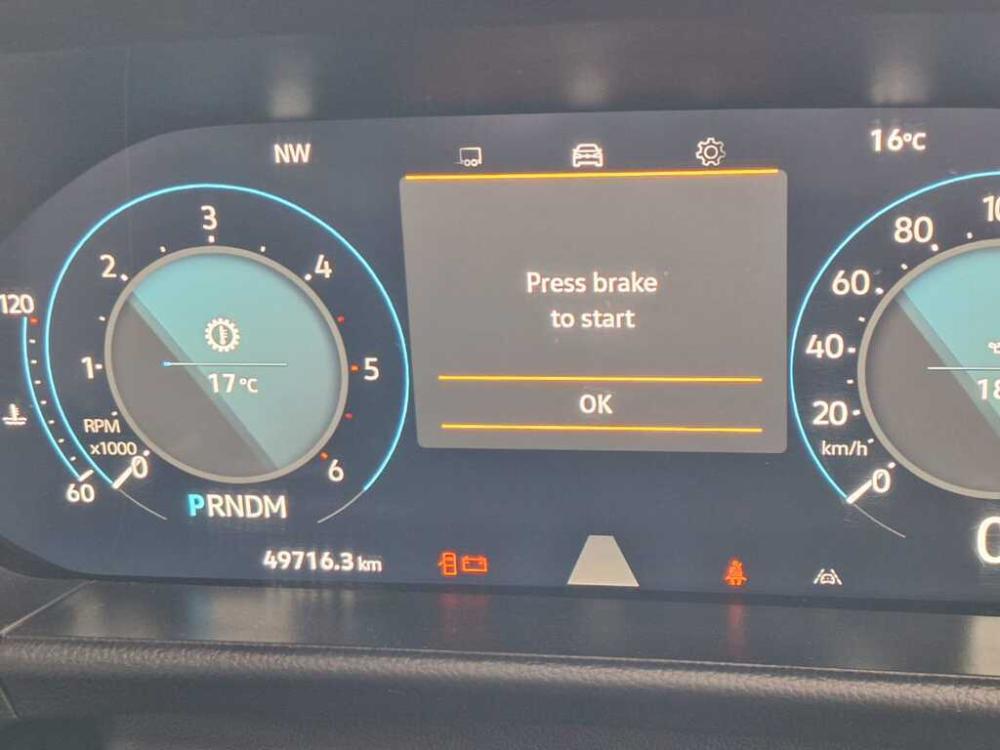 NW
16°C
3
2
4
120
1
5
17°C
RPM
x1000
0
6
60
PRNDM
49716.3 km
Press brake
to start
OK
80
60
40
20
km/h
0